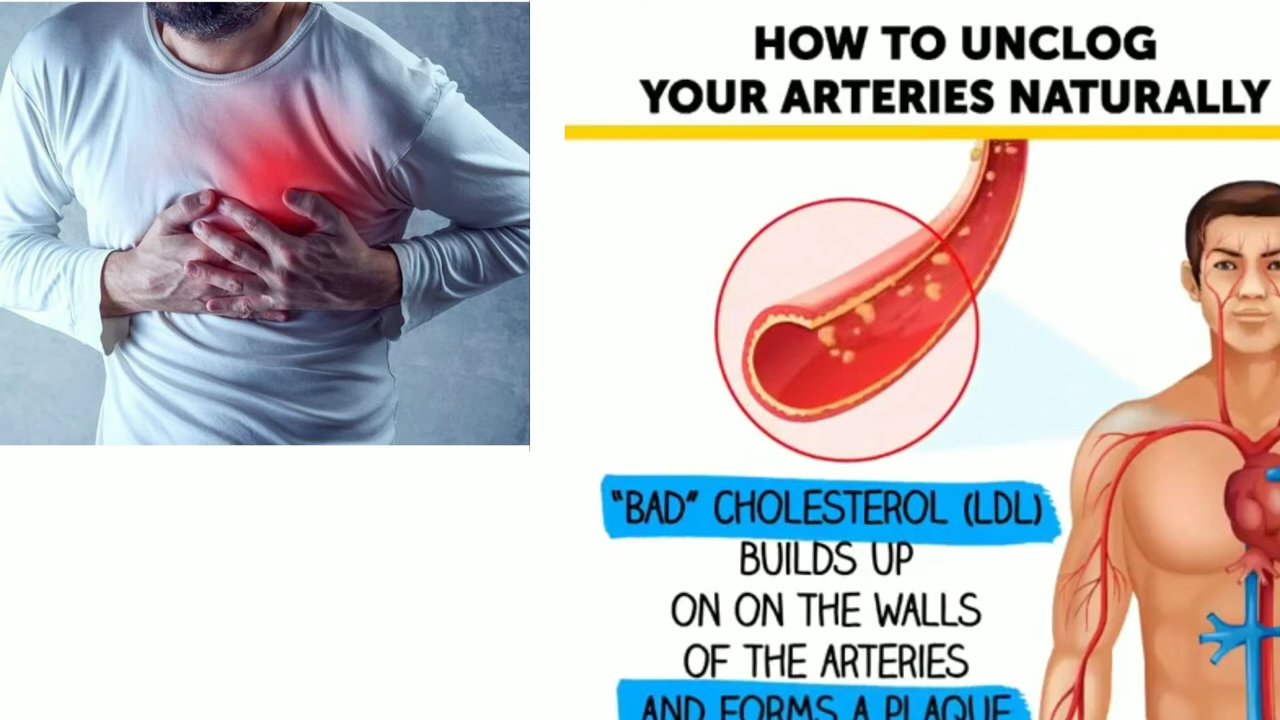 HOW TO UNCLOG
YOUR ARTERIES NATURALLY
"BAD" CHOLESTEROL (LDL)
BUILDS UP
ON ON THE WALLS
OF THE ARTERIES
AND FORMS A PLAQUE